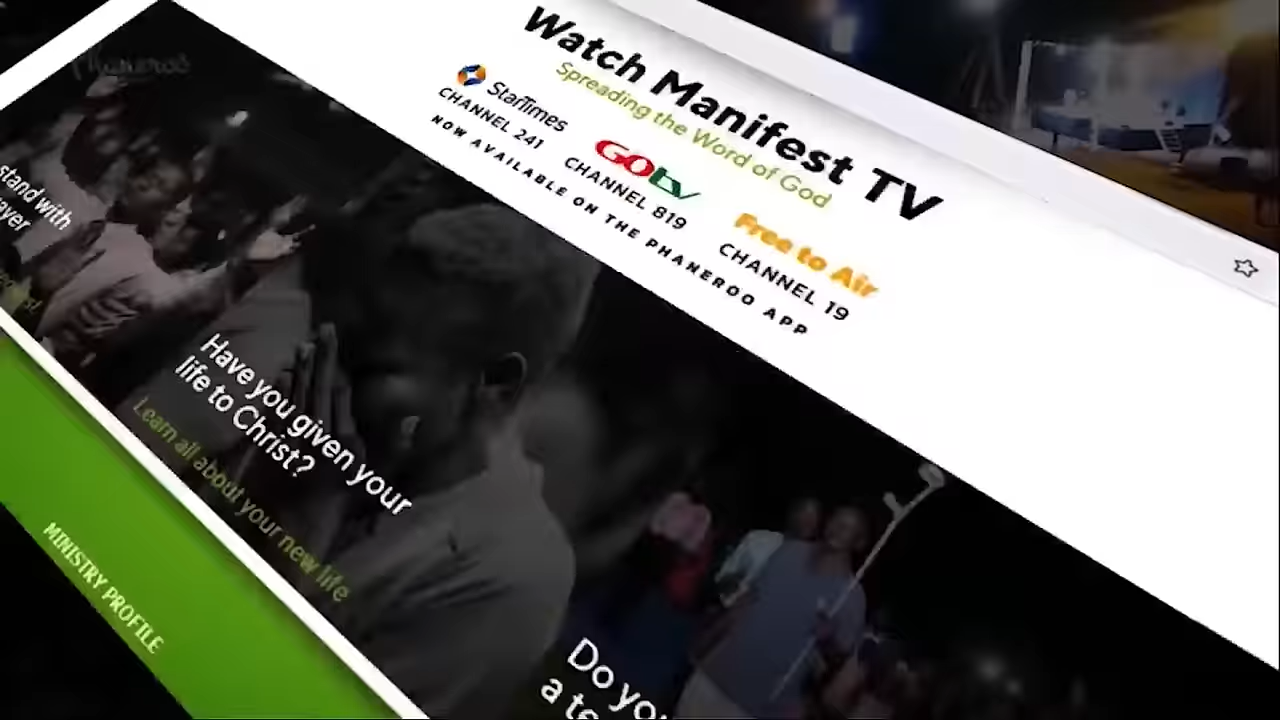 Phaneroo
Watch Manifest TV
Spreading the Word of God
StarTimes
CHANNEL 241
GOtv
CHANNEL 819
Free to Air
CHANNEL 19
NOW AVAILABLE ON THE PHANEROO APP
stand with
Have you given your
life to Christ?
Learn all about your new life
Do you
MINISTRY PROFILE